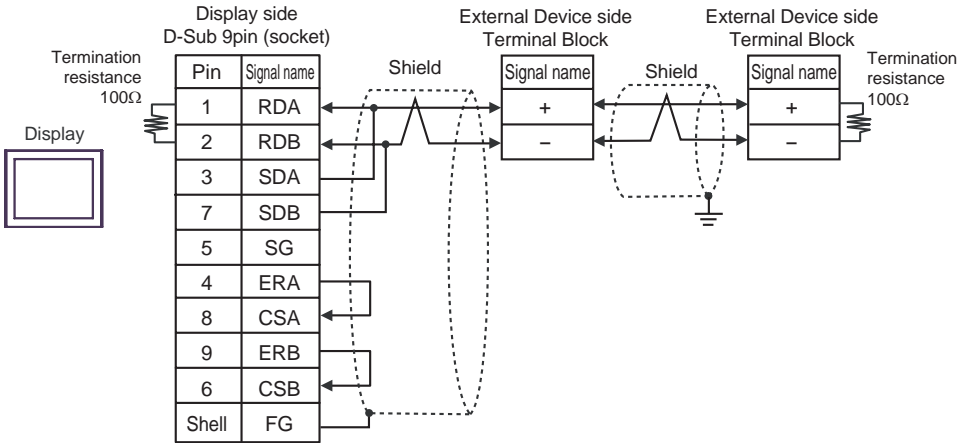 Display side
D-Sub 9pin (socket)
External Device side
Terminal Block
External Device side
Terminal Block
Termination
resistance
100Ω
Display
Pin Signal name
1 RDA
2 RDB
3 SDA
7 SDB
5 SG
4 ERA
8 CSA
9 ERB
6 CSB
Shell FG
Shield
Signal name
+
−
Shield
Signal name
+
−
Termination
resistance
100Ω